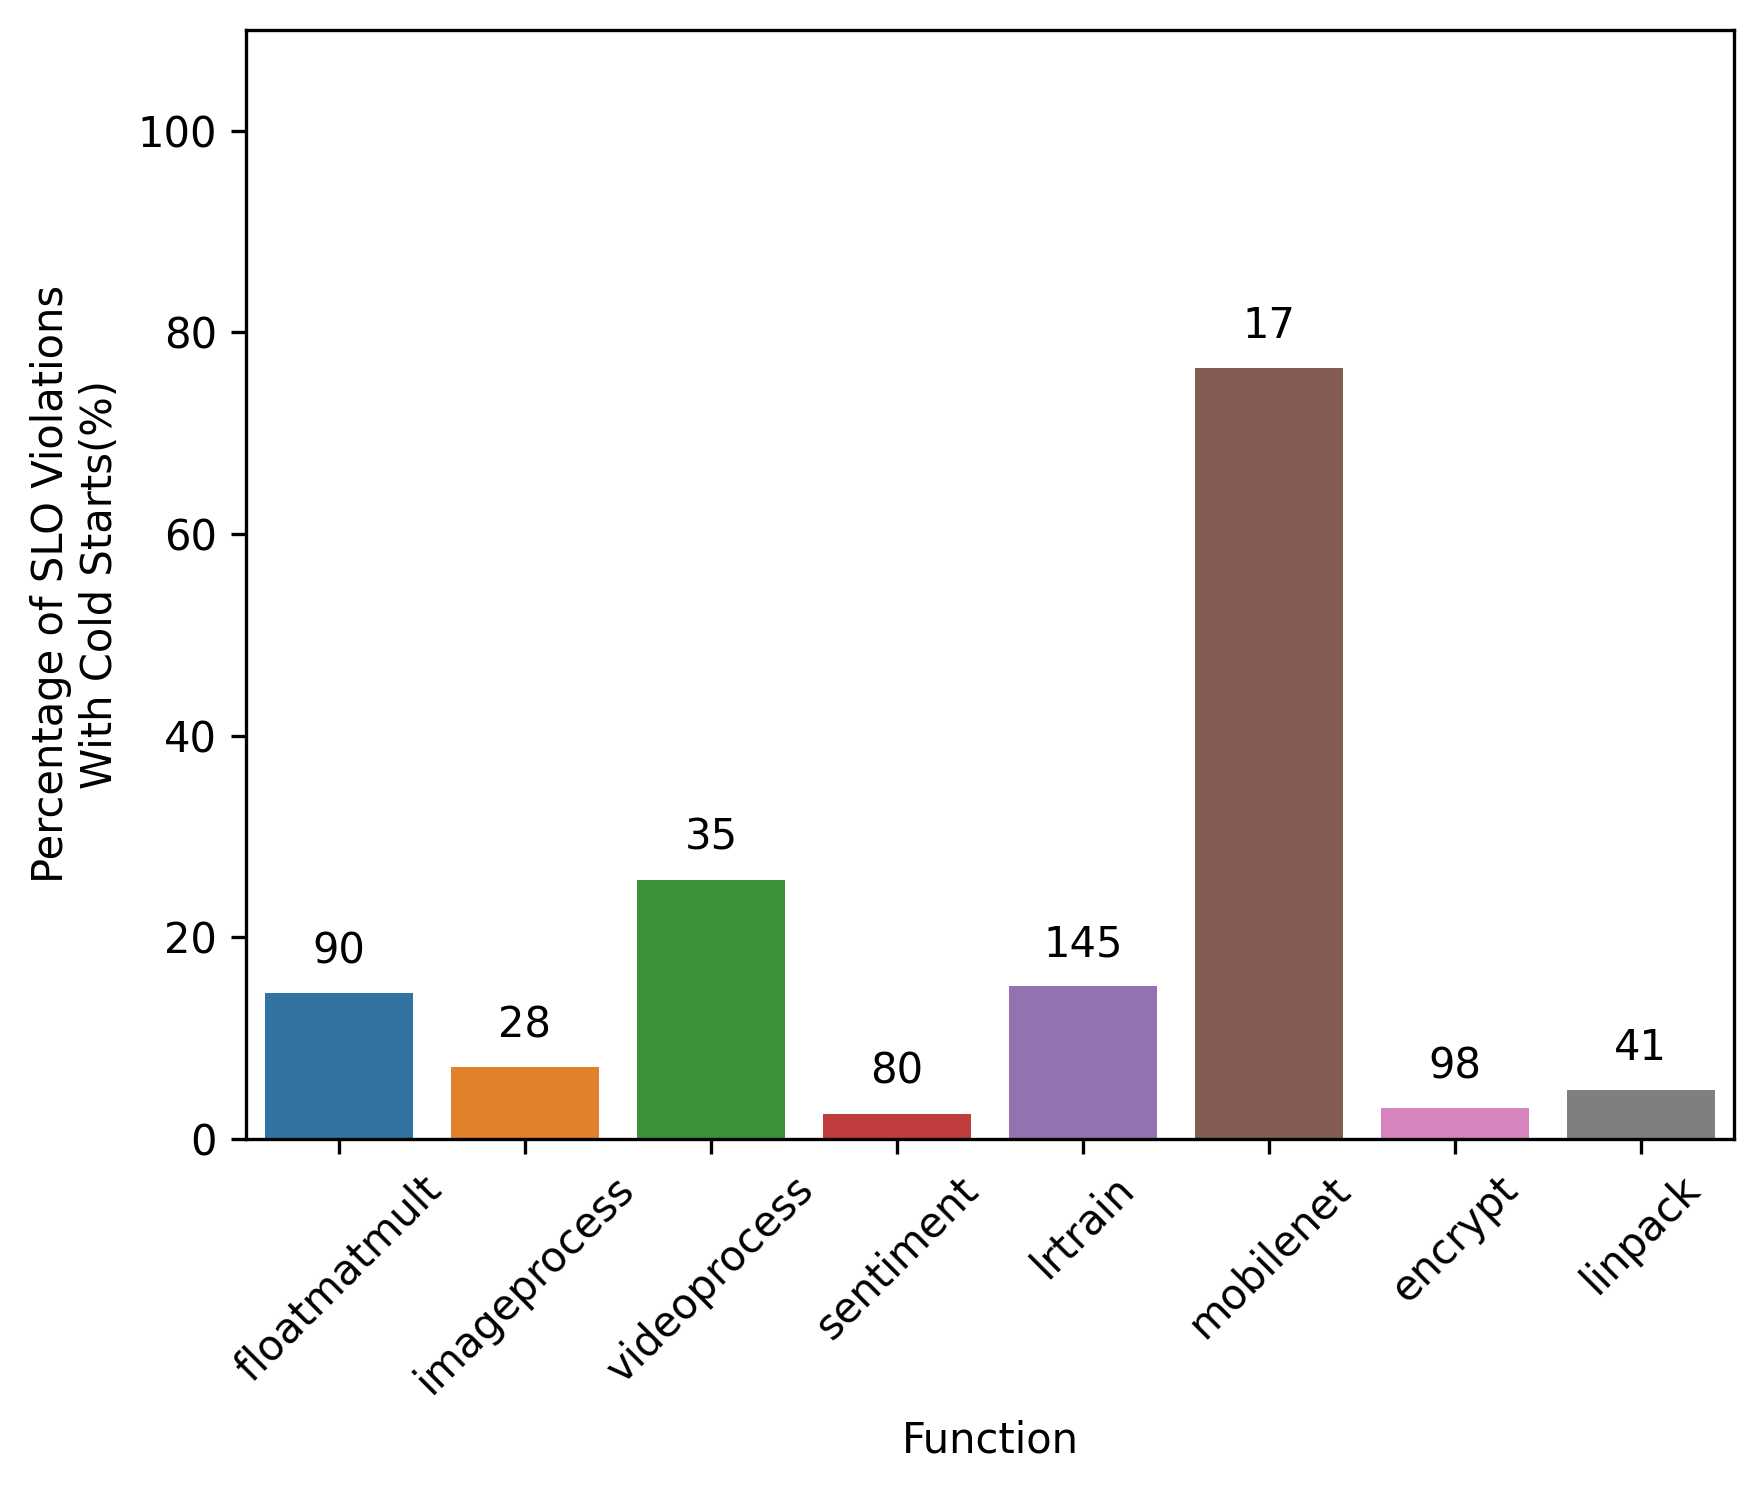 Percentage of SLO Violations
With Cold Starts(%)
100
80
60
40
20
0
90
28
35
80
145
17
98
41
floatmatmult
imageprocess
videoprocess
sentiment
lrtrain
mobilenet
encrypt
linpack
Function